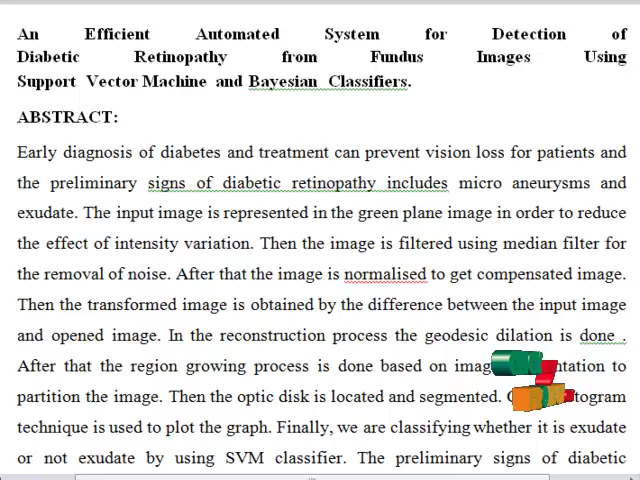 An Efficient Automated System for Detection of
Diabetic Retinopathy from Fundus Images Using
Support Vector Machine and Bayesian Classifiers.
ABSTRACT:
Early diagnosis of diabetes and treatment can prevent vision loss for patients and
the preliminary signs of diabetic retinopathy includes micro aneurysms and
exudate. The input image is represented in the green plane image in order to reduce
the effect of intensity variation. Then the image is filtered using median filter for
the removal of noise. After that the image is normalised to get compensated image.
Then the transformed image is obtained by the difference between the input image
and opened image. In the reconstruction process the geodesic dilation is done .
After that the region growing process is done based on to
partition the image. Then the optic disk is located and segmented.
technique is used to plot the graph. Finally, we are classifying whether it is exudate
or not exudate by using SVM classifier. The preliminary signs of diabetic